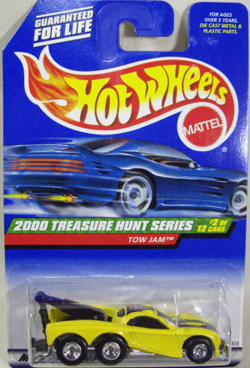 GUARANTEED
FOR LIFE
FOR AGES
OVER 3 YEARS.
DIE CAST METAL &
PLASTIC PARTS.
Hot Wheels
MATTEL
2000 TREASURE HUNT SERIES
#2 OF
12 CARS
TOW JAM™